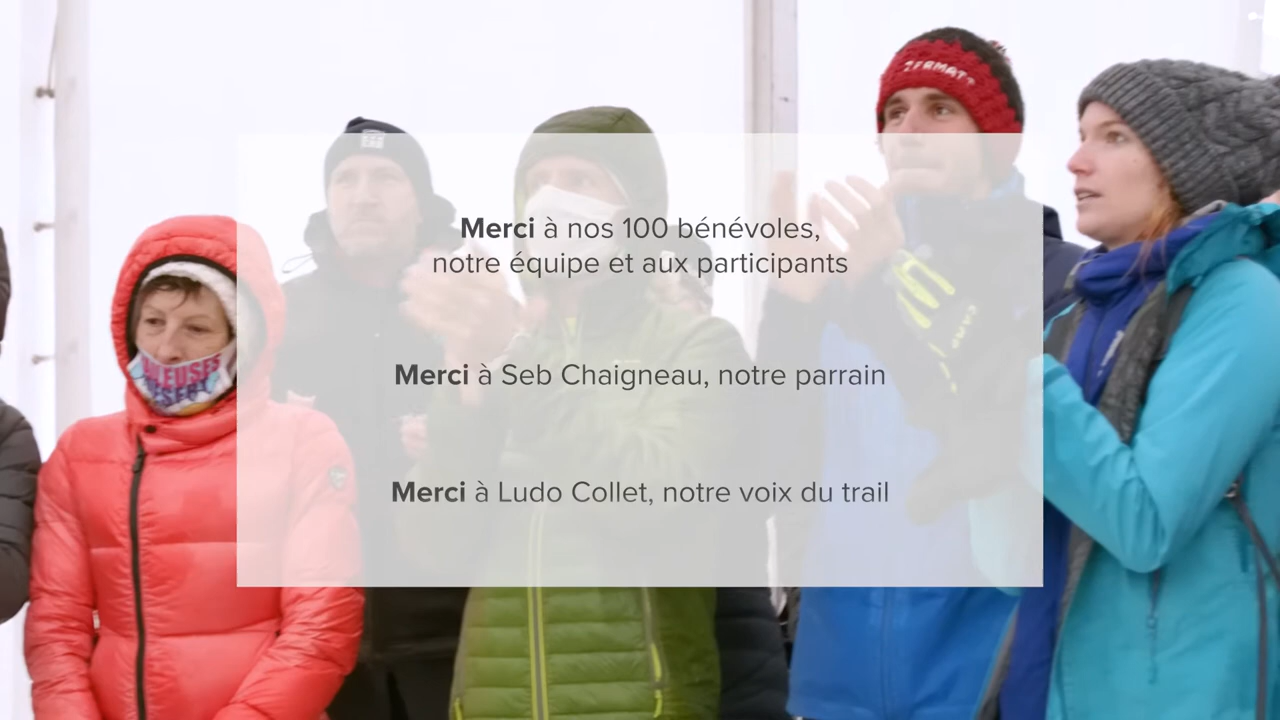 ZERMATT
Merci à nos 100 bénévoles,
notre équipe et aux participants
Merci à Seb Chaigneau, notre parrain
Merci à Ludo Collet, notre voix du trail